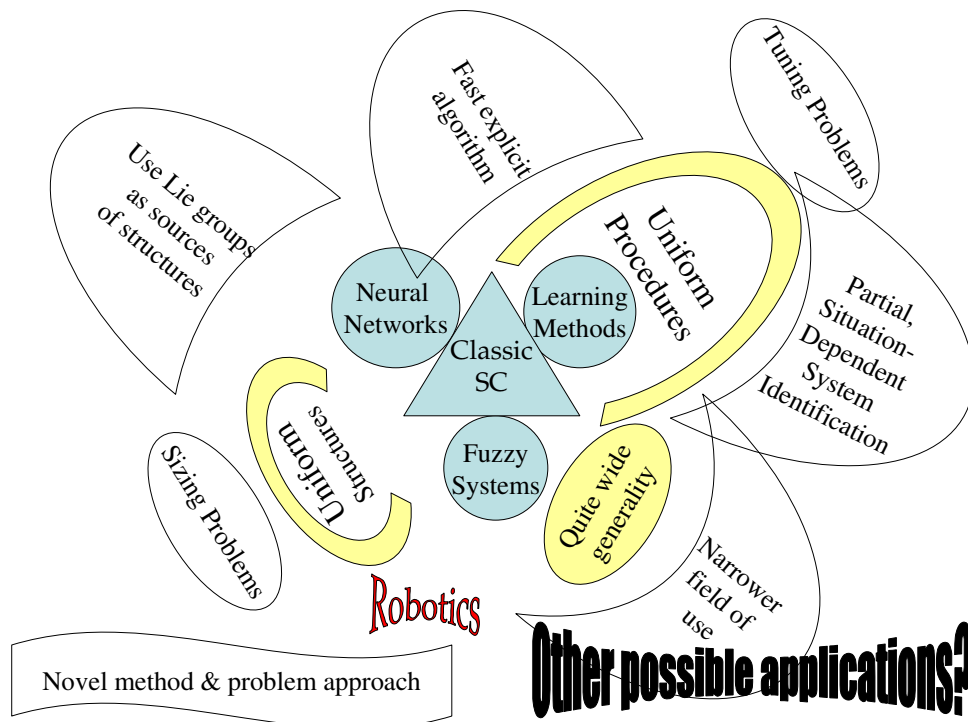 Tuning Problems
Fast explicit
algorithm
Use Lie groups
as sources
of structures
Uniform
Procedures
Neural
Networks
Learning
Methods
Classic
SC
Partial,
Situation-
Dependent
System
Identification
Uniform
Structures
Fuzzy
Systems
Sizing Problems
Quite wide
generality
Narrower
field of
use
Robotics
Novel method & problem approach
Other possible applications?